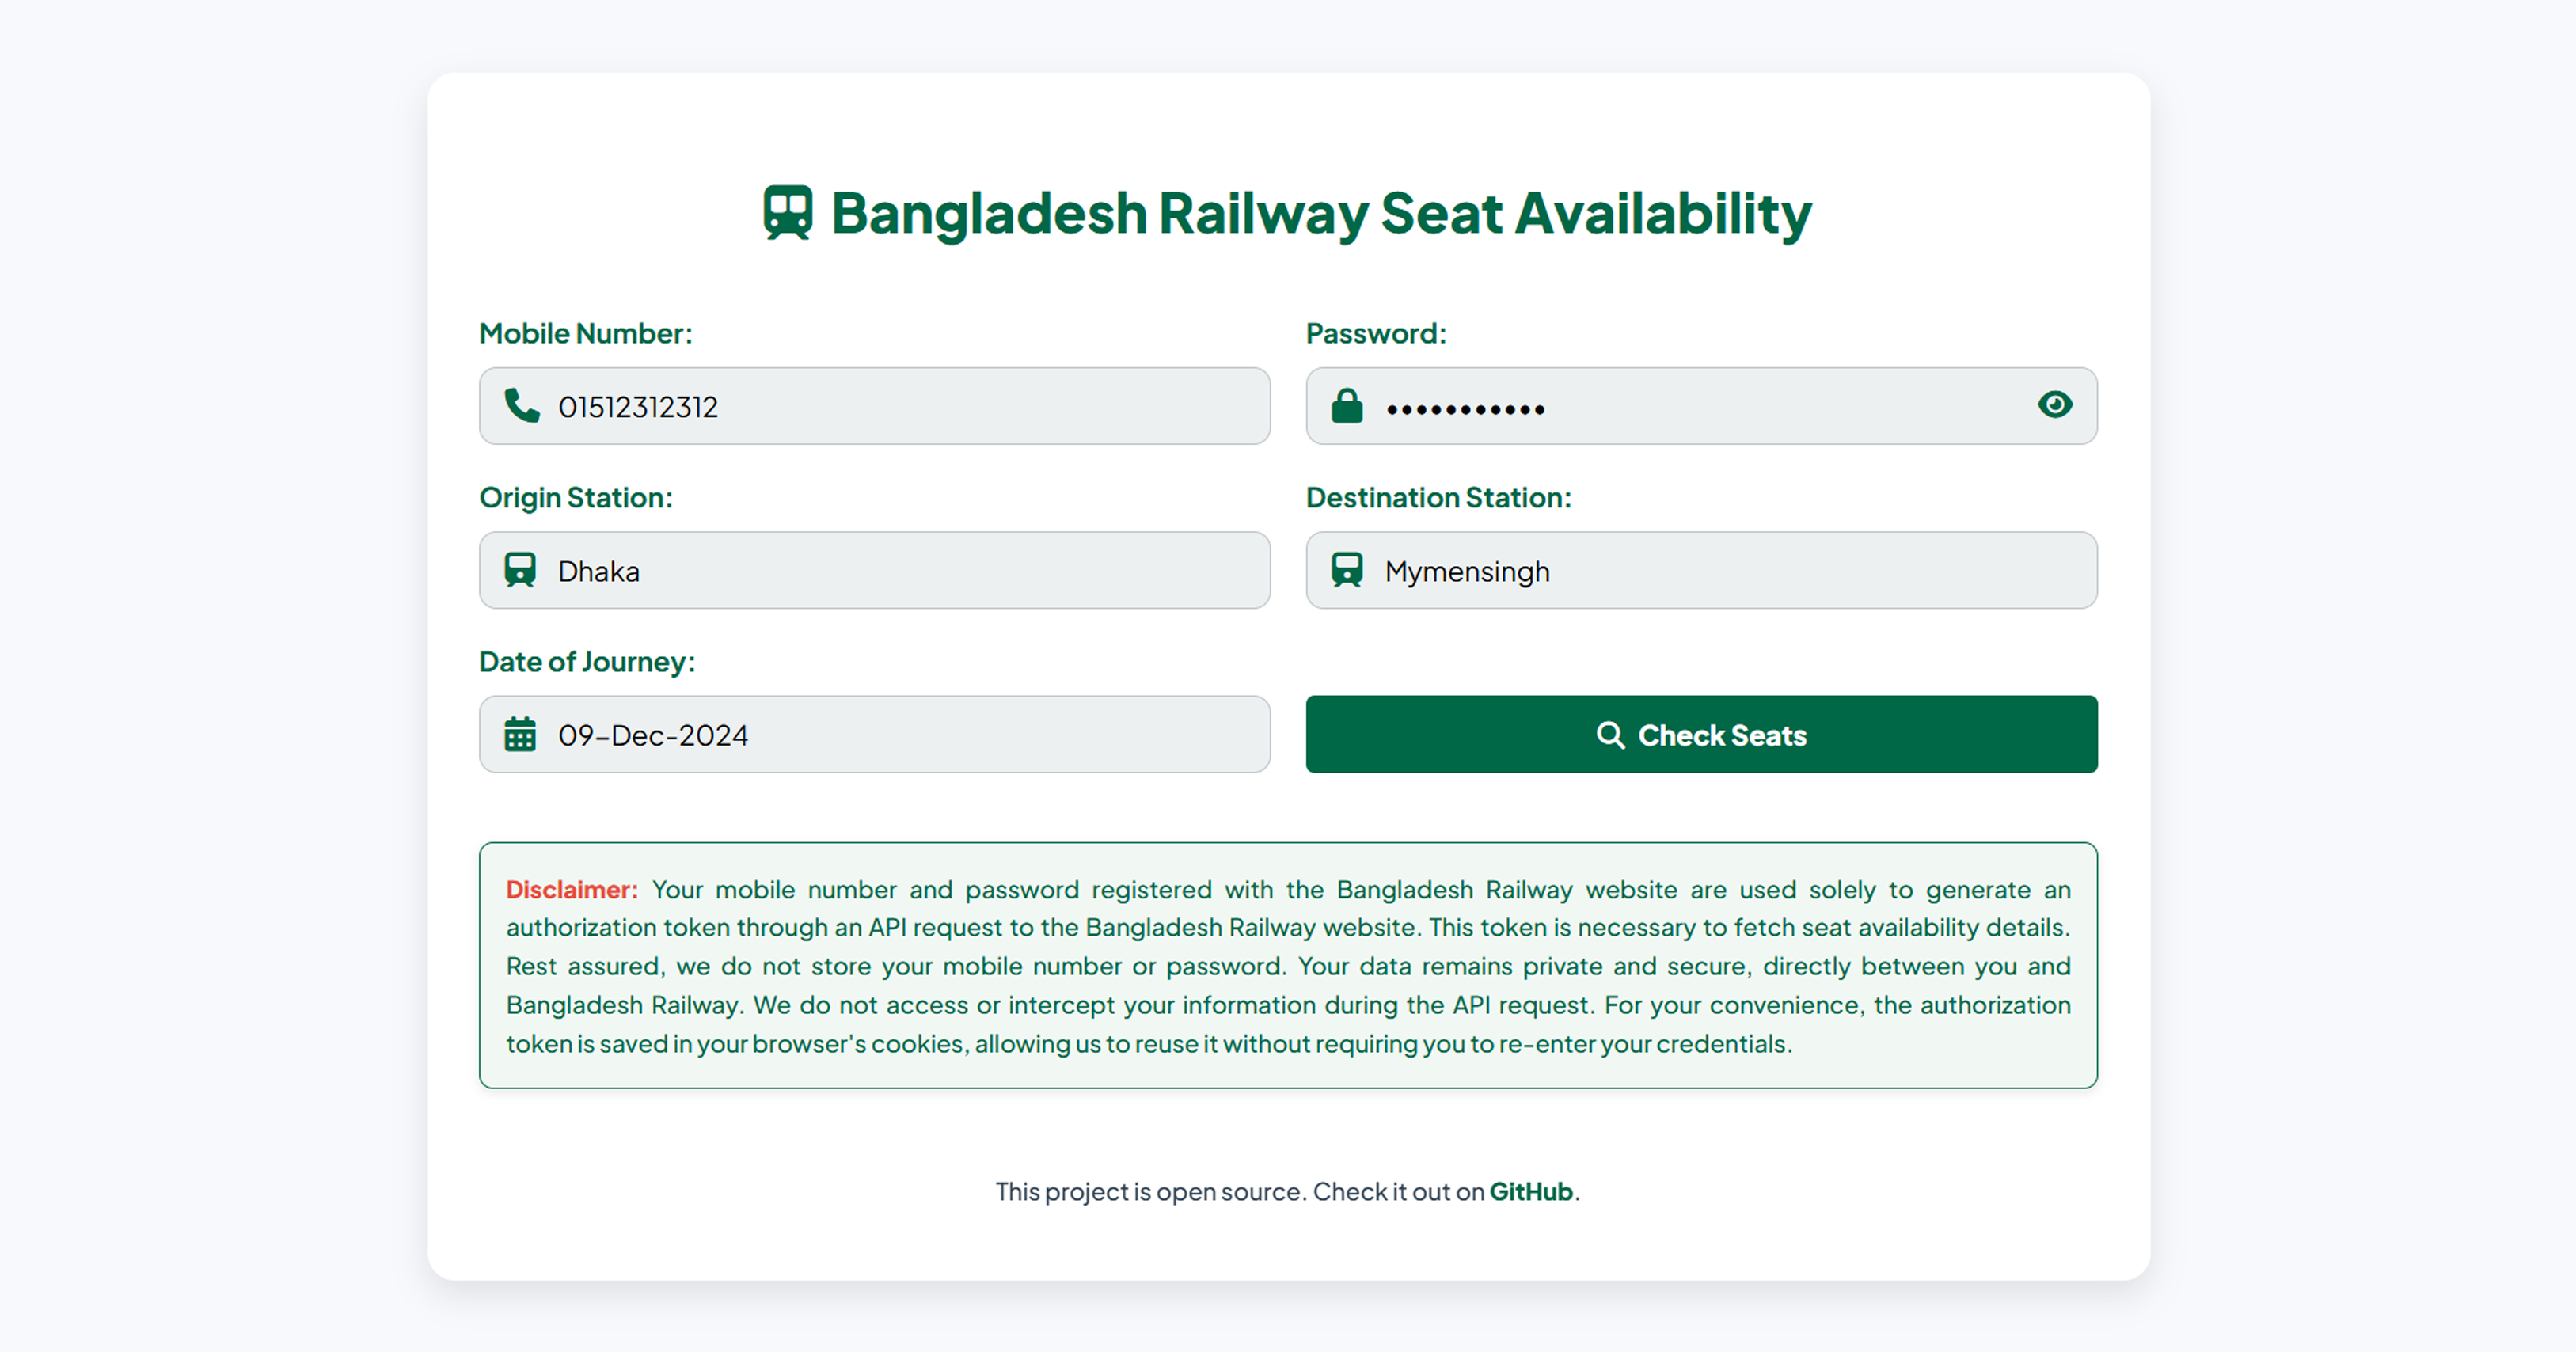 Bangladesh Railway Seat Availability
Mobile Number:
Password:
01512312312
•••••••••••
Origin Station:
Destination Station:
Dhaka
Mymensingh
Date of Journey:
09-Dec-2024
Check Seats
Disclaimer: Your mobile number and password registered with the Bangladesh Railway website are used solely to generate an
authorization token through an API request to the Bangladesh Railway website. This token is necessary to fetch seat availability details.
Rest assured, we do not store your mobile number or password. Your data remains private and secure, directly between you and
Bangladesh Railway. We do not access or intercept your information during the API request. For your convenience, the authorization
token is saved in your browser's cookies, allowing us to reuse it without requiring you to re-enter your credentials.
This project is open source. Check it out on GitHub.